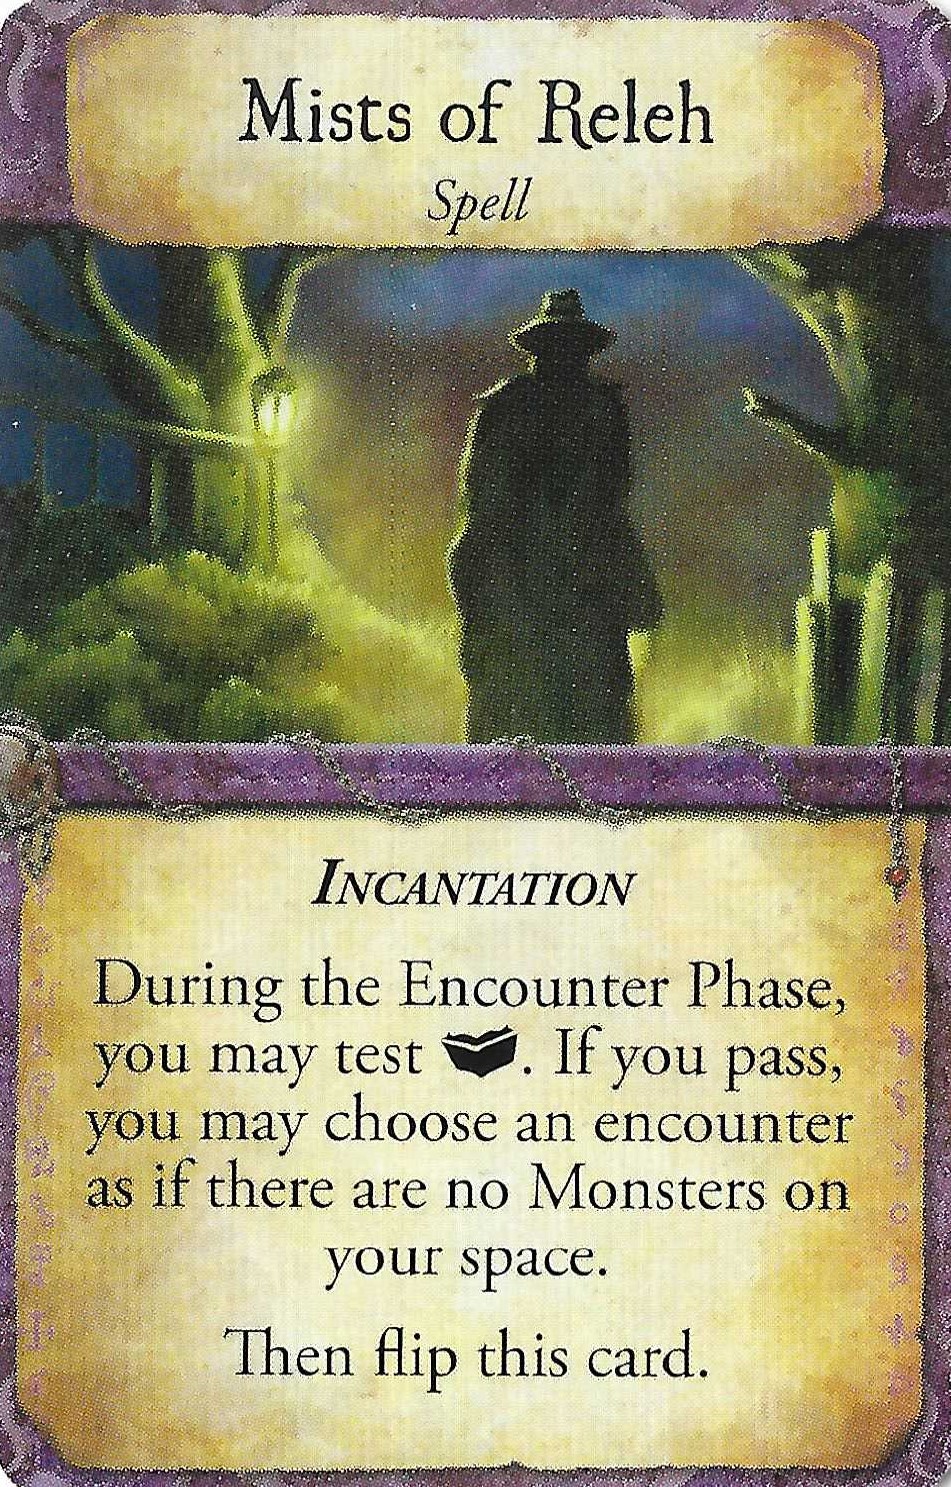 Mists of Releh
Spell
INCANTATION
During the Encounter Phase,
you may test . If you pass,
you may choose an encounter
as if there are no Monsters on
your space.
Then flip this card.